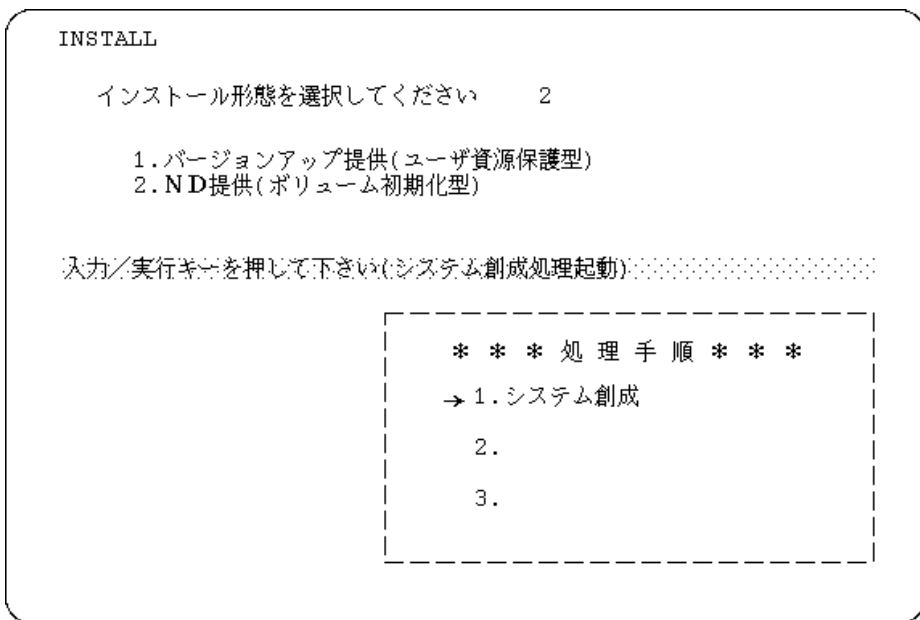 INSTALL
インストール形態を選択してください 2
1.バージョンアップ提供(ユーザ資源保護型)
2.ND提供(ボリューム初期化型)
入力／実行キーを押して下さい(システム創成処理起動)
* * * 処 理 手 順 * * *
→ 1.システム創成
2.
3.